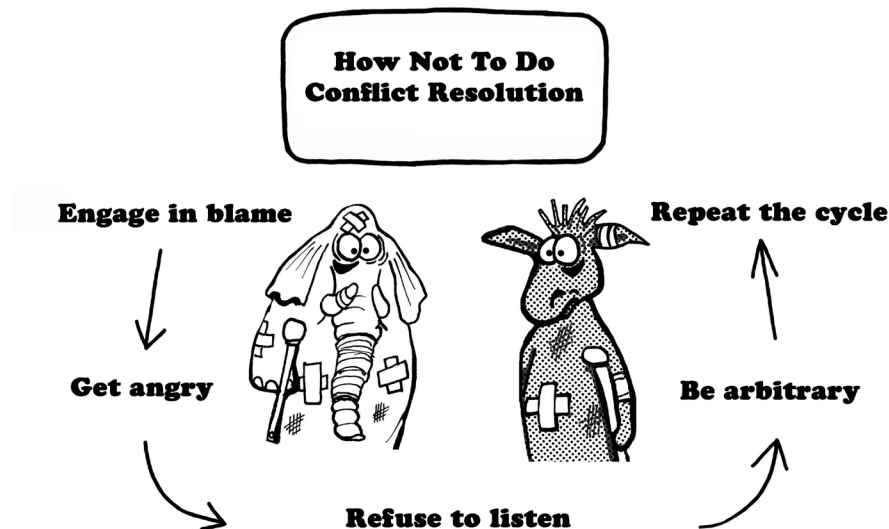 How Not To Do
Conflict Resolution
Engage in blame
Get angry
Refuse to listen
Be arbitrary
Repeat the cycle